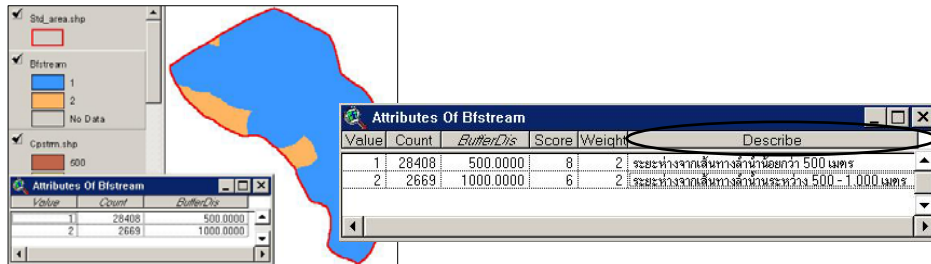 Std_area.shp
Bfstream
1
2
No Data
Cpstrm.shp
500
Attributes Of Bfstream
Value Count BufferDis
1 28408 500.0000
2 2669 1000.0000
Attributes Of Bfstream
Value Count BufferDis Score Weight Describe
1 28408 500.0000 8 2 ระยะห่างจากเส้นทางลำน้ำน้อยกว่า 500 เมตร
2 2669 1000.0000 6 2 ระยะห่างจากเส้นทางลำน้ำระหว่าง 500 - 1,000 เมตร